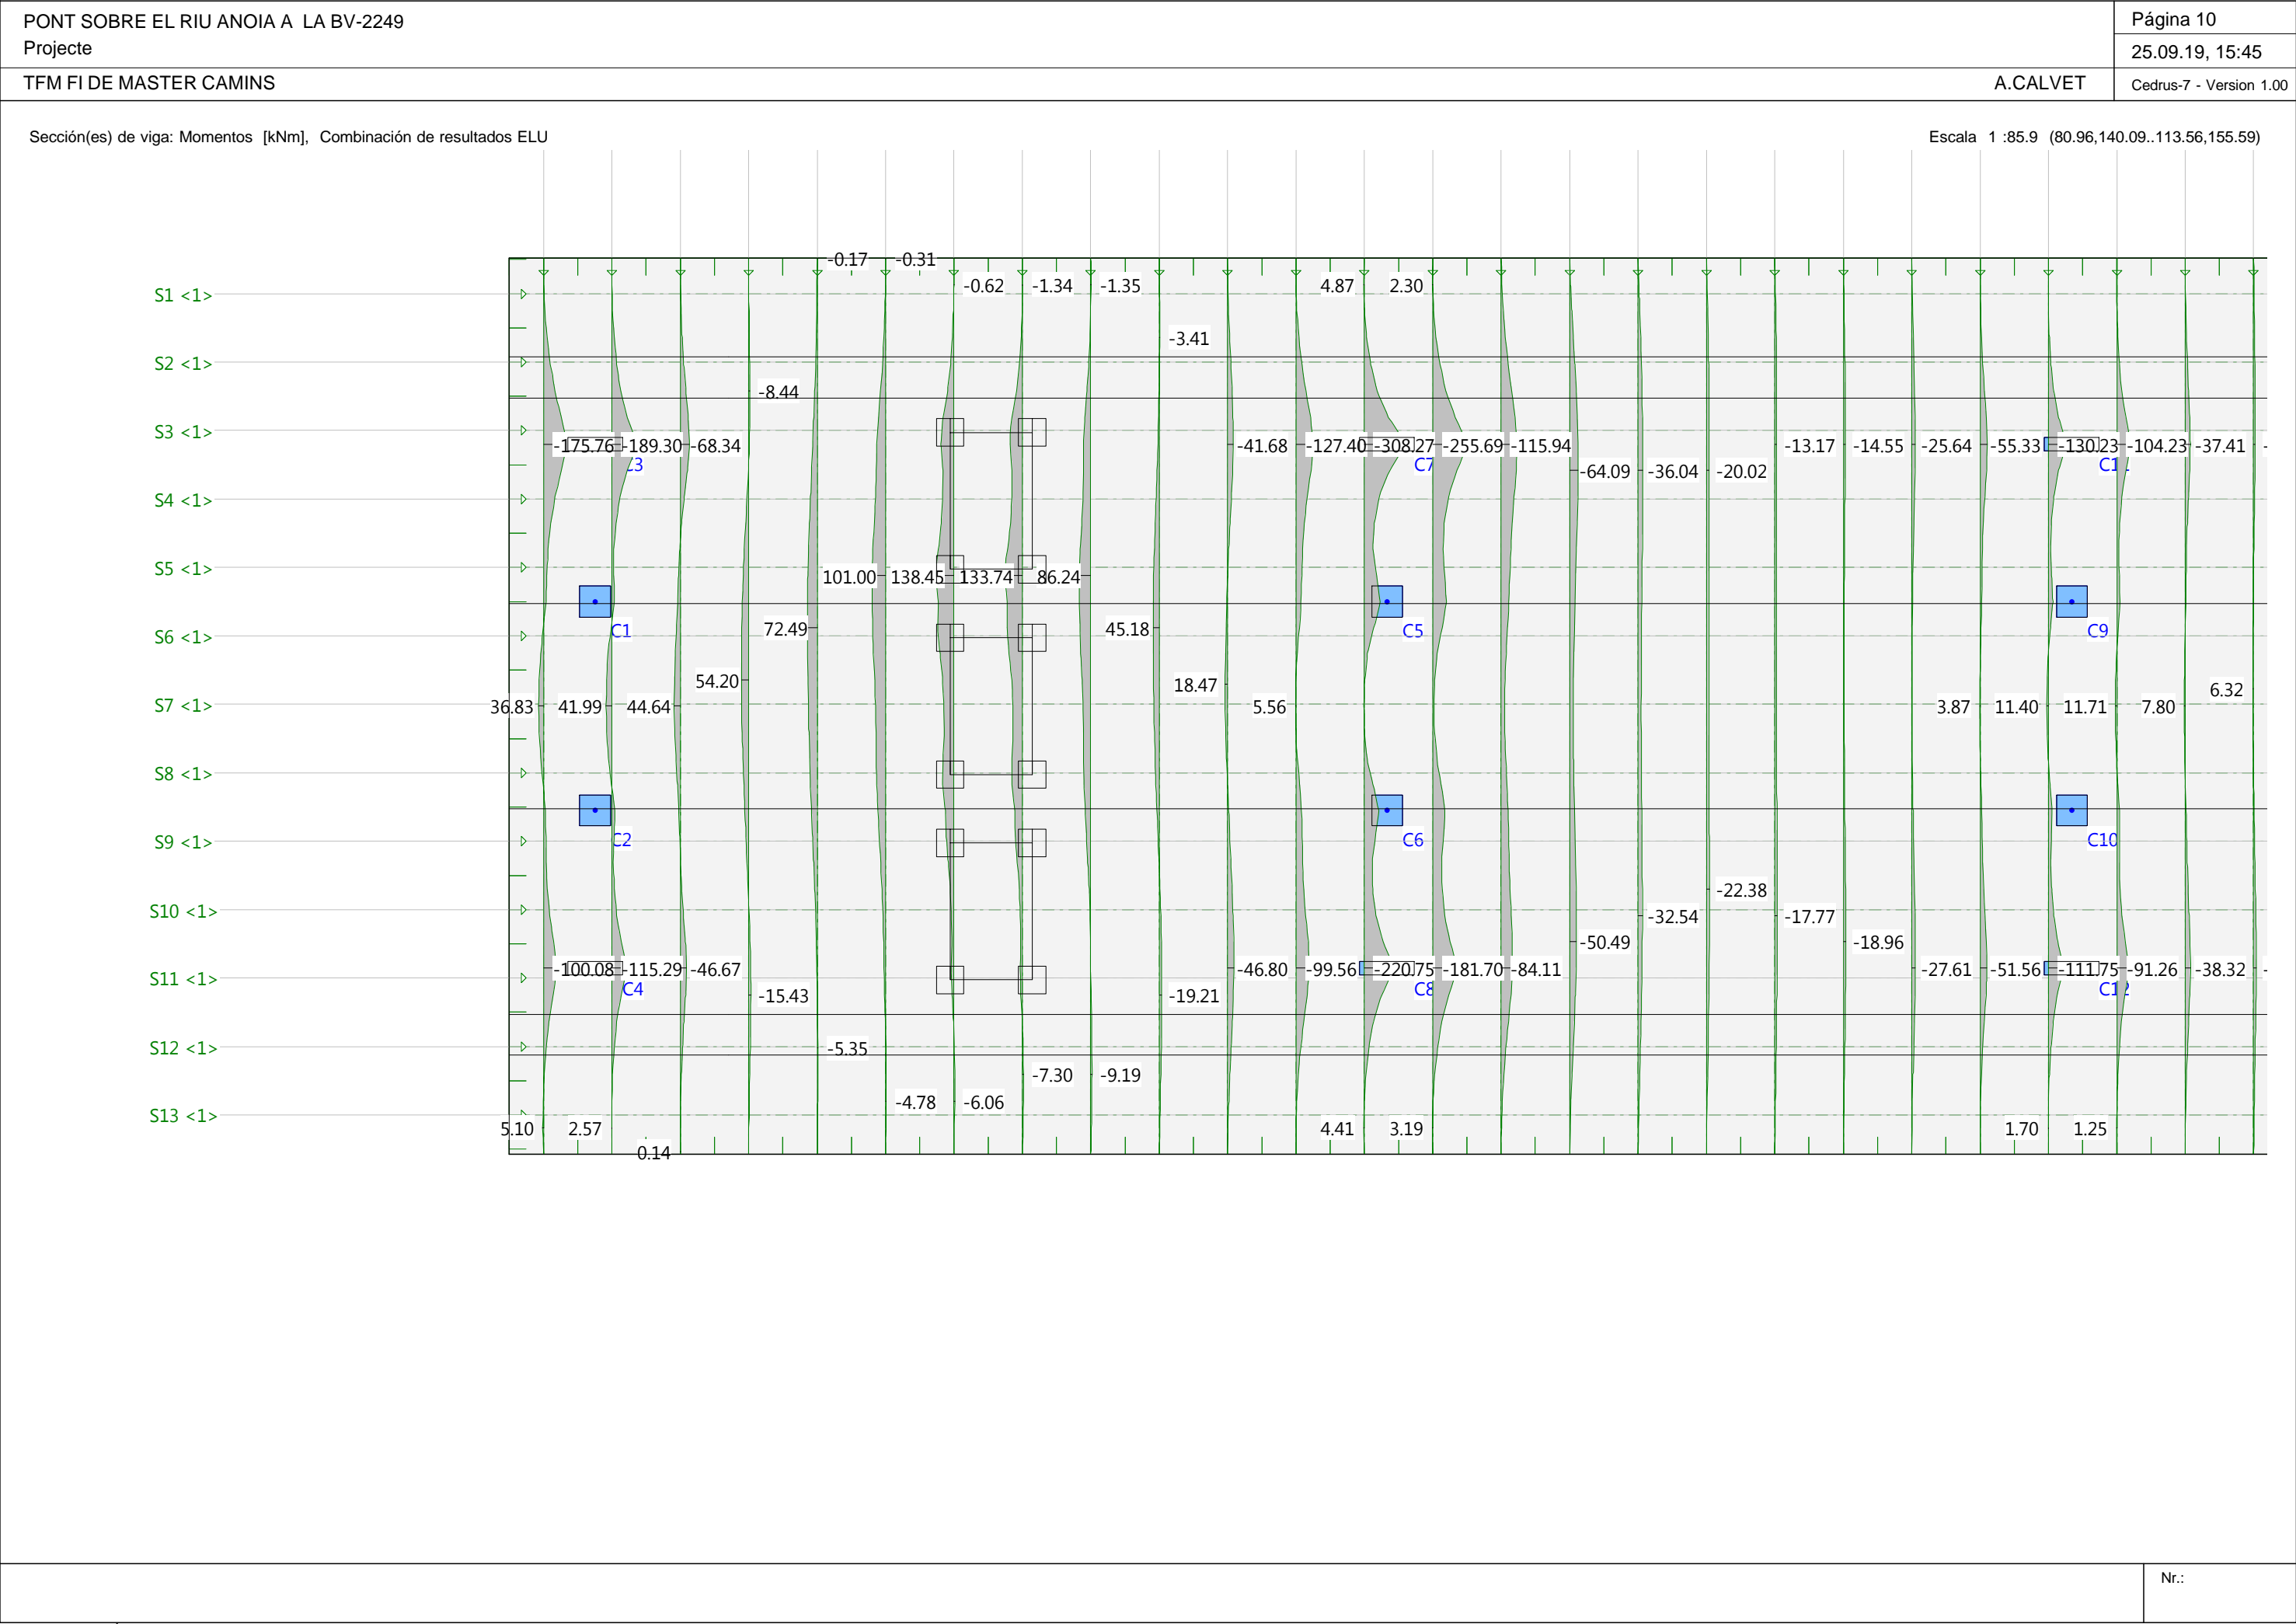 PONT SOBRE EL RIU ANOIA A LA BV-2249
Página 10
Projecte
25.09.19, 15:45
TFM FI DE MASTER CAMINS
A.CALVET
Cedrus-7 - Version 1.00
Sección(es) de viga: Momentos [kNm], Combinación de resultados ELU
Escala 1 :85.9 (80.96,140.09..113.56,155.59)
-0.17 -0.31
-0.62 -1.34 -1.35 4.87 2.30
S1 <1>
-3.41
S2 <1>
-8.44
S3 <1>
-175.76 -189.30 -68.34 -41.68 -127.40 -308.27 -255.69 -115.94 -13.17 -14.55 -25.64 -55.33 -130.23 -104.23 -37.41
C3 C7
-64.09 -36.04 -20.02
S4 <1>
S5 <1>
101.00 138.45 133.74 86.24
C1 72.49 45.18 C5 C9
S6 <1>
54.20 18.47 6.32
S7 <1>
36.83 41.99 44.64 5.56 3.87 11.40 11.71 7.80
S8 <1>
C2 C6 C10
S9 <1>
-22.38
S10 <1>
-32.54 -17.77
-50.49 -18.96
-100.08 -115.29 -46.67 -46.80 -99.56 -220.75 -181.70 -84.11 -27.61 -51.56 -111.75 -91.26 -38.32
S11 <1>
C4 C8 C12
-15.43 -19.21
S12 <1>
-5.35
-7.30 -9.19
-4.78 -6.06
S13 <1>
5.10 2.57 4.41 3.19 1.70 1.25
0.14
Nr.: